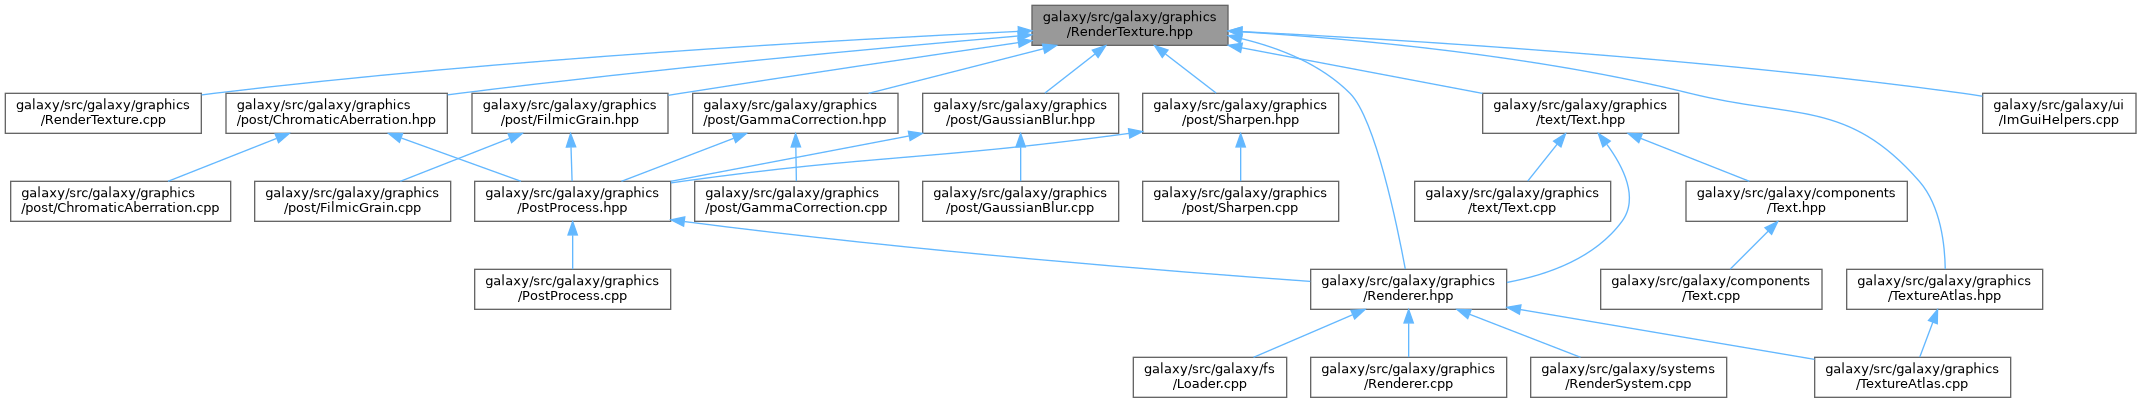 galaxy/src/galaxy/graphics
/RenderTexture.hpp
galaxy/src/galaxy/graphics
/RenderTexture.cpp
galaxy/src/galaxy/graphics
/post/ChromaticAberration.hpp
galaxy/src/galaxy/graphics
/post/FilmicGrain.hpp
galaxy/src/galaxy/graphics
/post/GammaCorrection.hpp
galaxy/src/galaxy/graphics
/post/GaussianBlur.hpp
galaxy/src/galaxy/graphics
/post/Sharpen.hpp
galaxy/src/galaxy/graphics
/text/Text.hpp
galaxy/src/galaxy/ui
/ImGuiHelpers.cpp
galaxy/src/galaxy/graphics
/post/ChromaticAberration.cpp
galaxy/src/galaxy/graphics
/post/FilmicGrain.cpp
galaxy/src/galaxy/graphics
/PostProcess.hpp
galaxy/src/galaxy/graphics
/post/GammaCorrection.cpp
galaxy/src/galaxy/graphics
/post/GaussianBlur.cpp
galaxy/src/galaxy/graphics
/post/Sharpen.cpp
galaxy/src/galaxy/graphics
/text/Text.cpp
galaxy/src/galaxy/components
/Text.hpp
galaxy/src/galaxy/graphics
/PostProcess.cpp
galaxy/src/galaxy/graphics
/Renderer.hpp
galaxy/src/galaxy/components
/Text.cpp
galaxy/src/galaxy/graphics
/TextureAtlas.hpp
galaxy/src/galaxy/fs
/Loader.cpp
galaxy/src/galaxy/graphics
/Renderer.cpp
galaxy/src/galaxy/systems
/RenderSystem.cpp
galaxy/src/galaxy/graphics
/TextureAtlas.cpp